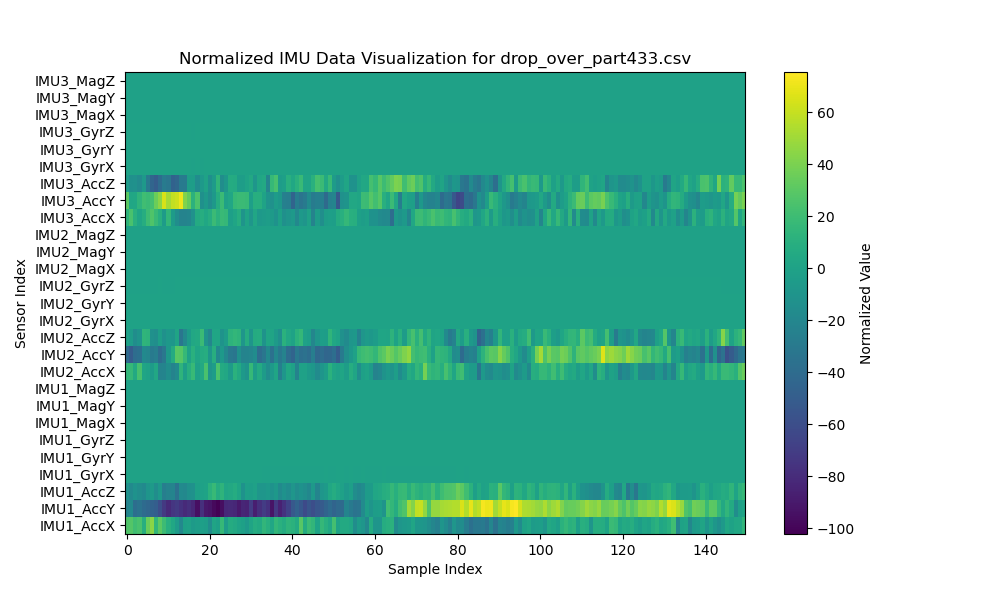 Normalized IMU Data Visualization for drop_over_part433.csv
IMU3_MagZ
IMU3_MagY
IMU3_MagX
IMU3_GyrZ
IMU3_GyrY
IMU3_GyrX
IMU3_AccZ
IMU3_AccY
IMU3_AccX
IMU2_MagZ
IMU2_MagY
IMU2_MagX
IMU2_GyrZ
IMU2_GyrY
IMU2_GyrX
IMU2_AccZ
IMU2_AccY
IMU2_AccX
IMU1_MagZ
IMU1_MagY
IMU1_MagX
IMU1_GyrZ
IMU1_GyrY
IMU1_GyrX
IMU1_AccZ
IMU1_AccY
IMU1_AccX
Sensor Index
0 20 40 60 80 100 120 140
Sample Index
60
40
20
0
−20
−40
−60
−80
−100
Normalized Value